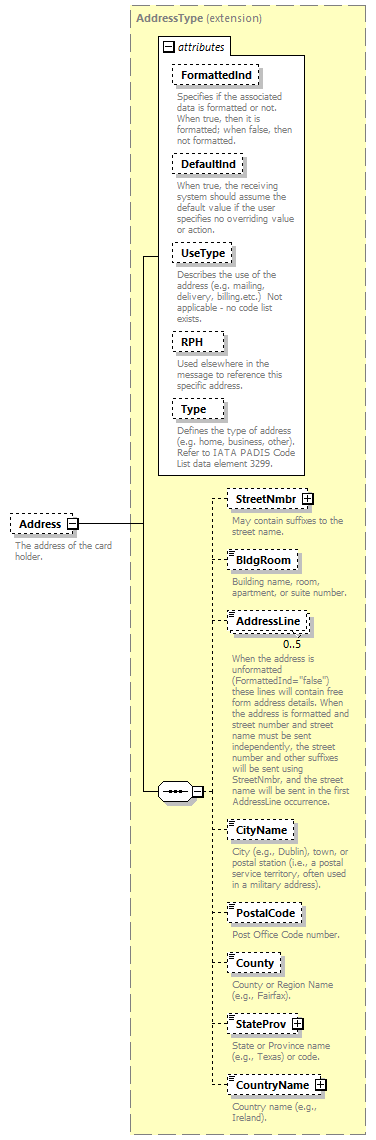 AddressType (extension)
attributes
FormattedInd
Specifies if the associated
data is formatted or not.
When true, then it is
formatted; when false, then
not formatted.
DefaultInd
When true, the receiving
system should assume the
default value if the user
specifies no overriding value
or action.
UseType
Describes the use of the
address (e.g. mailing,
delivery, billing.etc.)  Not
applicable - no code list
exists.
RPH
Used elsewhere in the
message to reference this
specific address.
Type
Defines the type of address
(e.g. home, business, other).
Refer to IATA PADIS Code
List data element 3299.
Address
The address of the card
holder.
StreetNmbr
May contain suffixes to the
street name.
BldgRoom
Building name, room,
apartment, or suite number.
AddressLine
0..5
When the address is
unformatted
(FormattedInd="false")
these lines will contain free
form address details. When
the address is formatted and
street number and street
name must be sent
independently, the street
number and other suffixes
will be sent using
StreetNmbr, and the street
name will be sent in the first
AddressLine occurrence.
CityName
City (e.g., Dublin), town, or
postal station (i.e., a postal
service territory, often used
in a military address).
PostalCode
Post Office Code number.
County
County or Region Name
(e.g., Fairfax).
StateProv
State or Province name
(e.g., Texas) or code.
CountryName
Country name (e.g.,
Ireland).